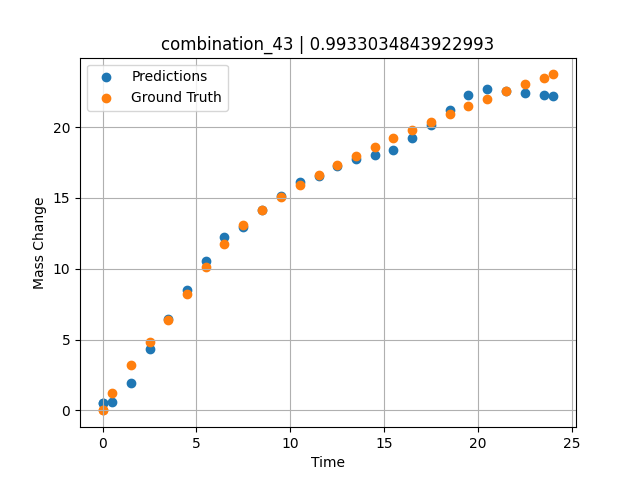 combination_43 | 0.9933034843922993
Predictions
Ground Truth
Mass Change
20
15
10
5
0
0 5 10 15 20 25
Time